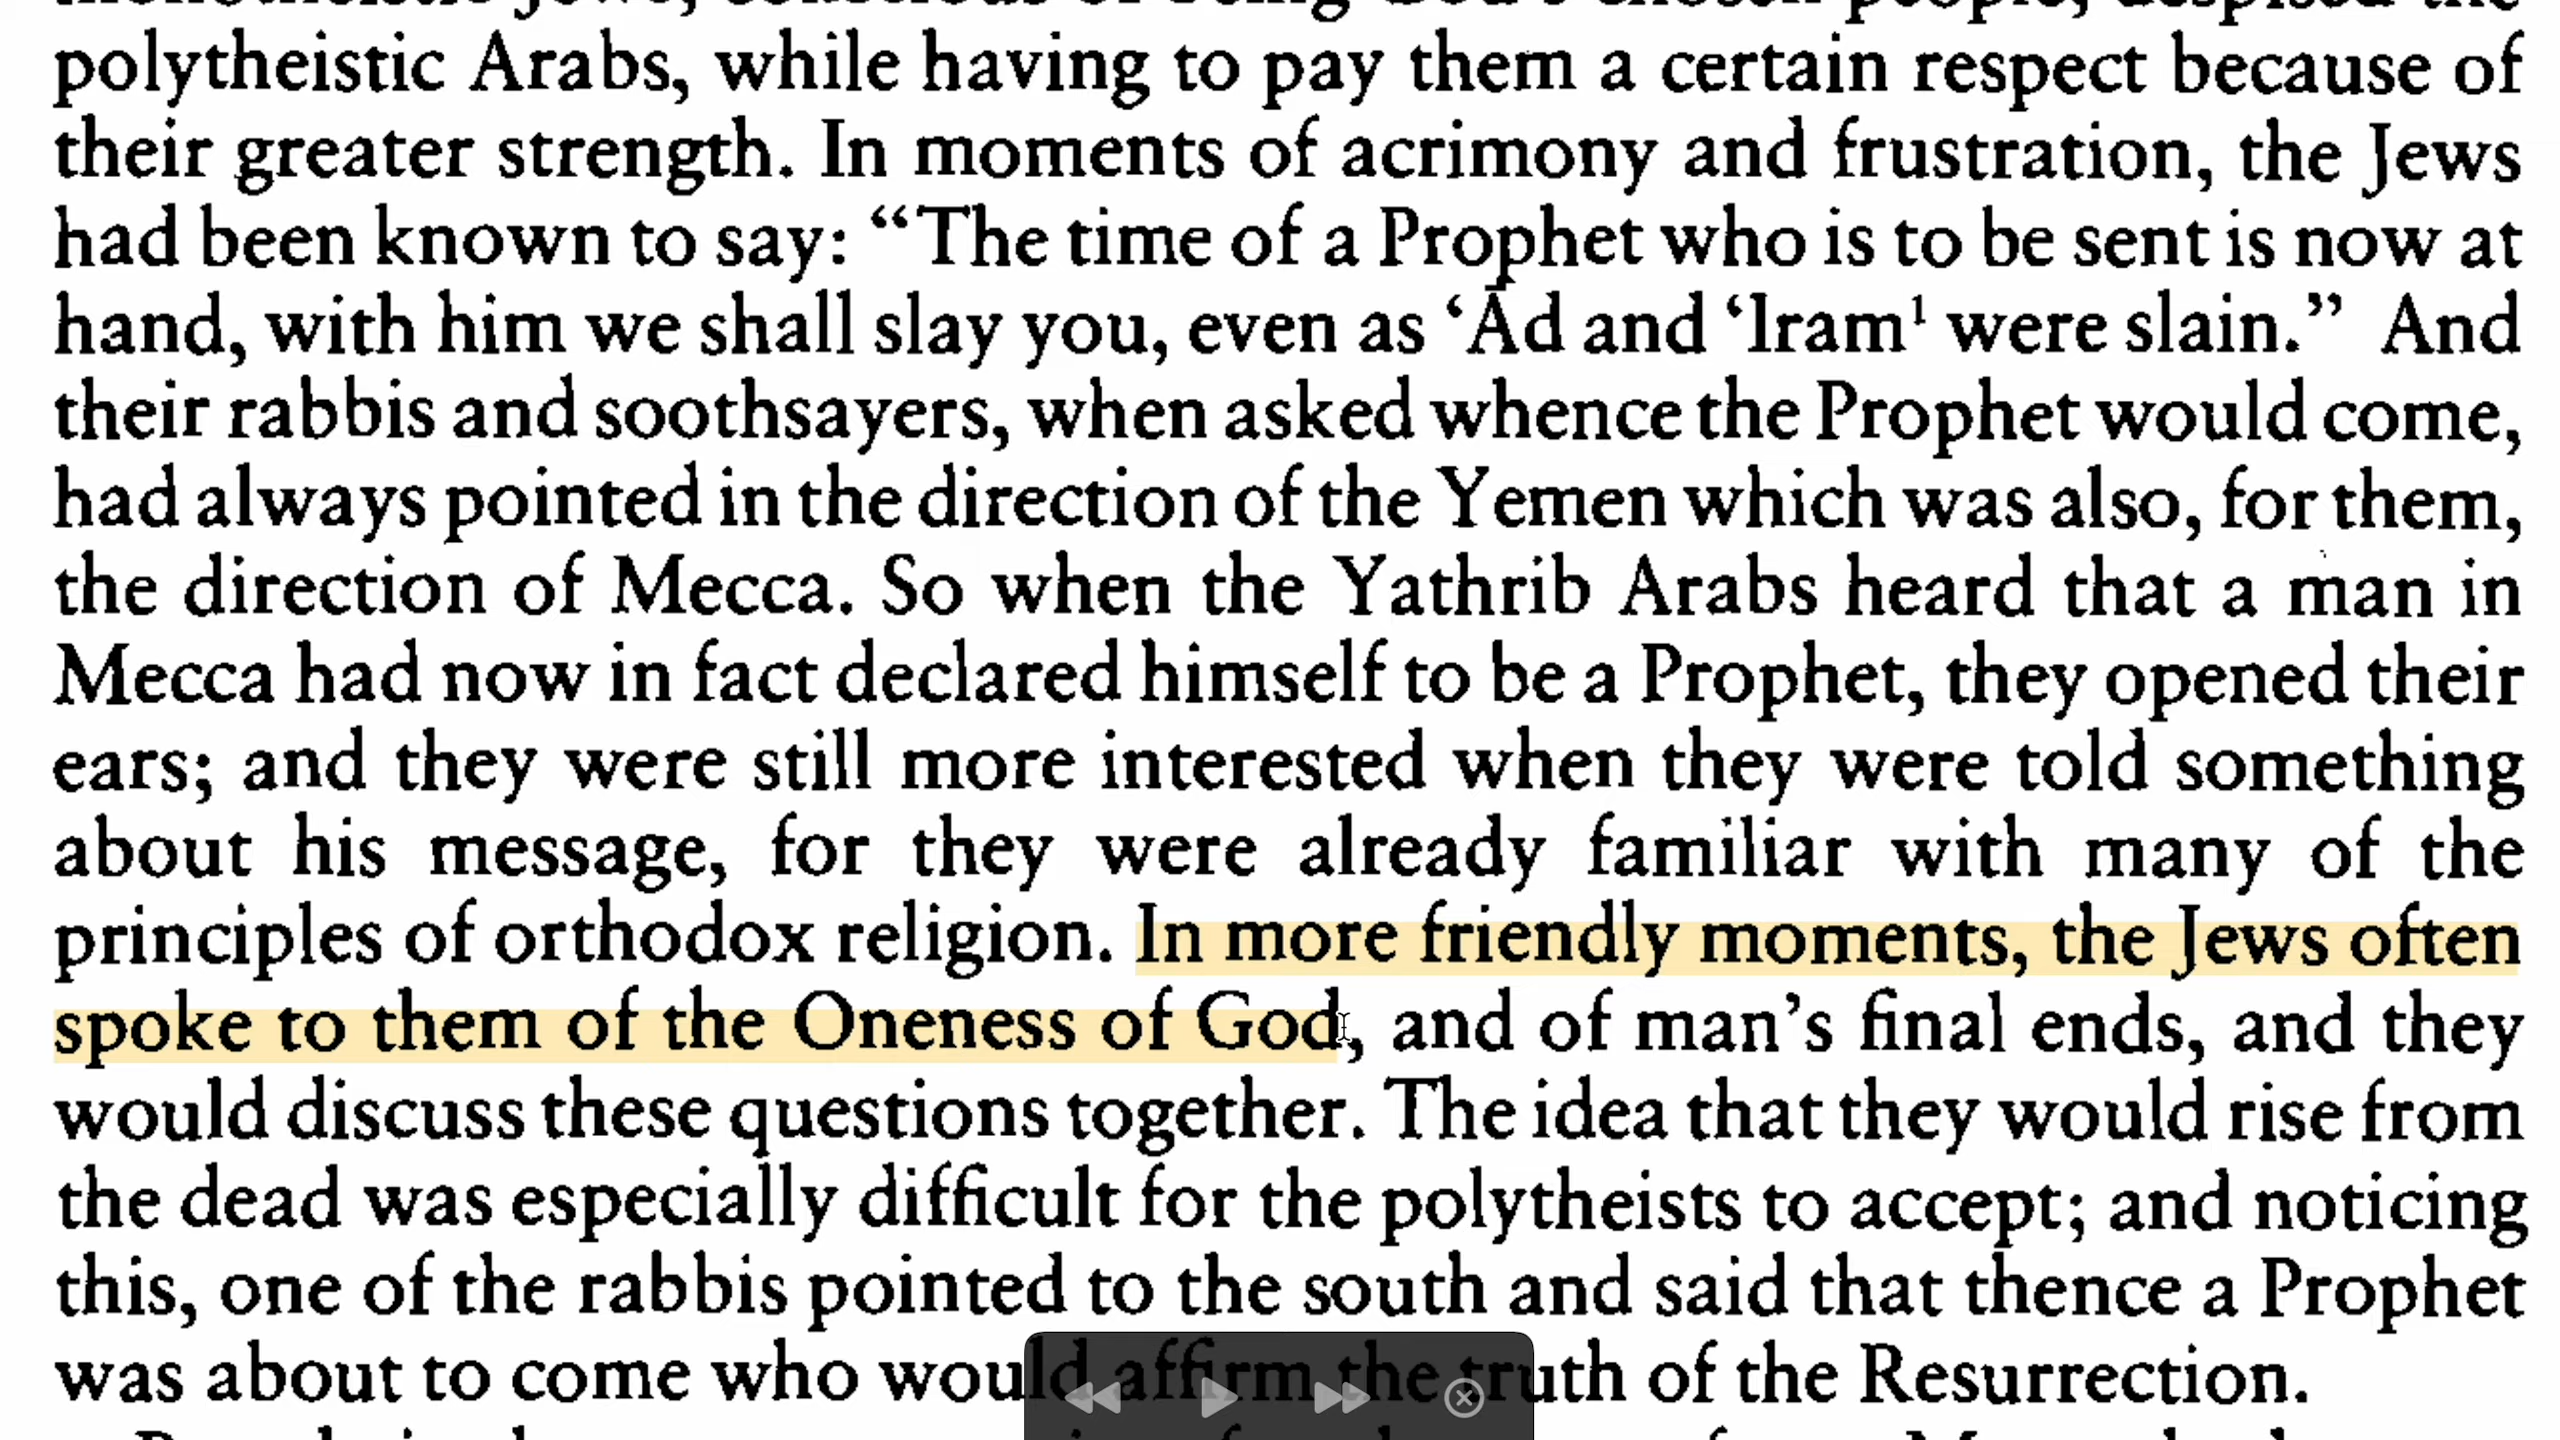 polytheistic Arabs, while having to pay them a certain respect because of
their greater strength. In moments of acrimony and frustration, the Jews
had been known to say: “The time of a Prophet who is to be sent is now at
hand, with him we shall slay you, even as ‘Ād and ‘Iram¹ were slain.” And
their rabbis and soothsayers, when asked whence the Prophet would come,
had always pointed in the direction of the Yemen which was also, for them,
the direction of Mecca. So when the Yathrib Arabs heard that a man in
Mecca had now in fact declared himself to be a Prophet, they opened their
ears; and they were still more interested when they were told something
about his message, for they were already familiar with many of the
principles of orthodox religion. In more friendly moments, the Jews often
spoke to them of the Oneness of God, and of man’s final ends, and they
would discuss these questions together. The idea that they would rise from
the dead was especially difficult for the polytheists to accept; and noticing
this, one of the rabbis pointed to the south and said that thence a Prophet
was about to come who would affirm the truth of the Resurrection.